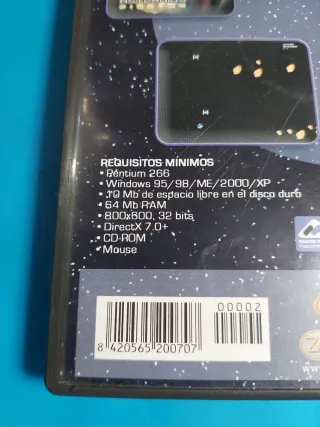 REQUISITOS MÍNIMOS
• Pentium 266
• Windows 95/98/ME/2000/XP
• 10 Mb de espacio libre en el disco duro
• 64 Mb RAM
• 800x600, 32 bits
• DirectX 7.0+
• CD-ROM
• Mouse
00002
8 420565 200707